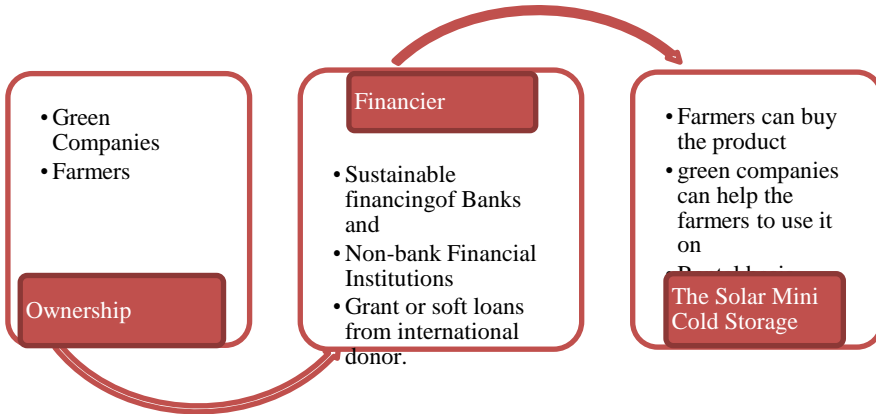 • Green
Companies
• Farmers
Ownership
Financier
• Sustainable
financingof Banks
and
• Non-bank Financial
Institutions
• Grant or soft loans
from international
donor.
• Farmers can buy
the product
• green companies
can help the
farmers to use it
on
The Solar Mini
Cold Storage